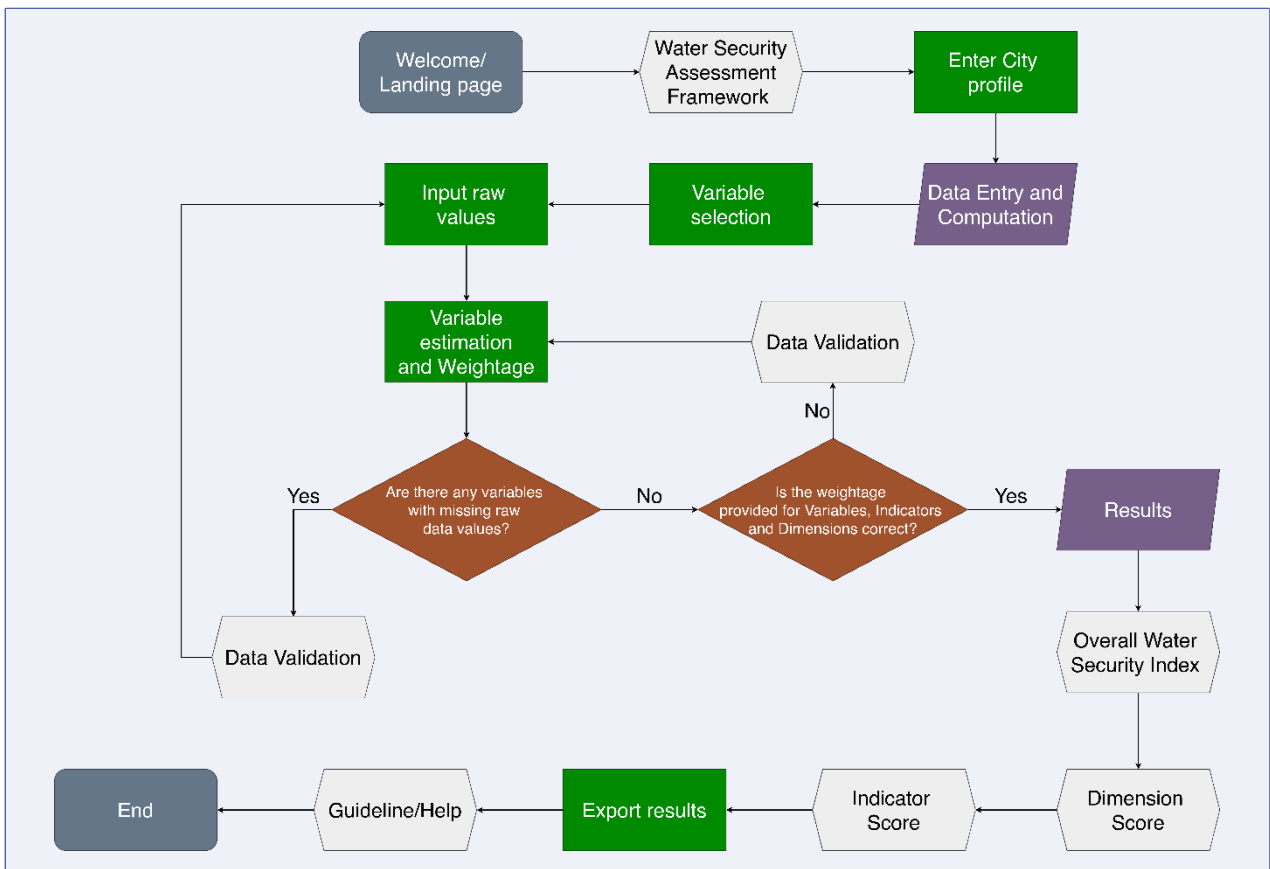 Welcome/
Landing page
Water Security
Assessment
Framework
Enter City
profile
Input raw
values
Variable
selection
Data Entry and
Computation
Variable
estimation
and Weightage
Data Validation
No
Yes
Are there any variables
with missing raw
data values?
No
Is the weightage
provided for Variables, Indicators
and Dimensions correct?
Yes
Results
Data Validation
Overall Water
Security Index
End
Guideline/Help
Export results
Indicator
Score
Dimension
Score